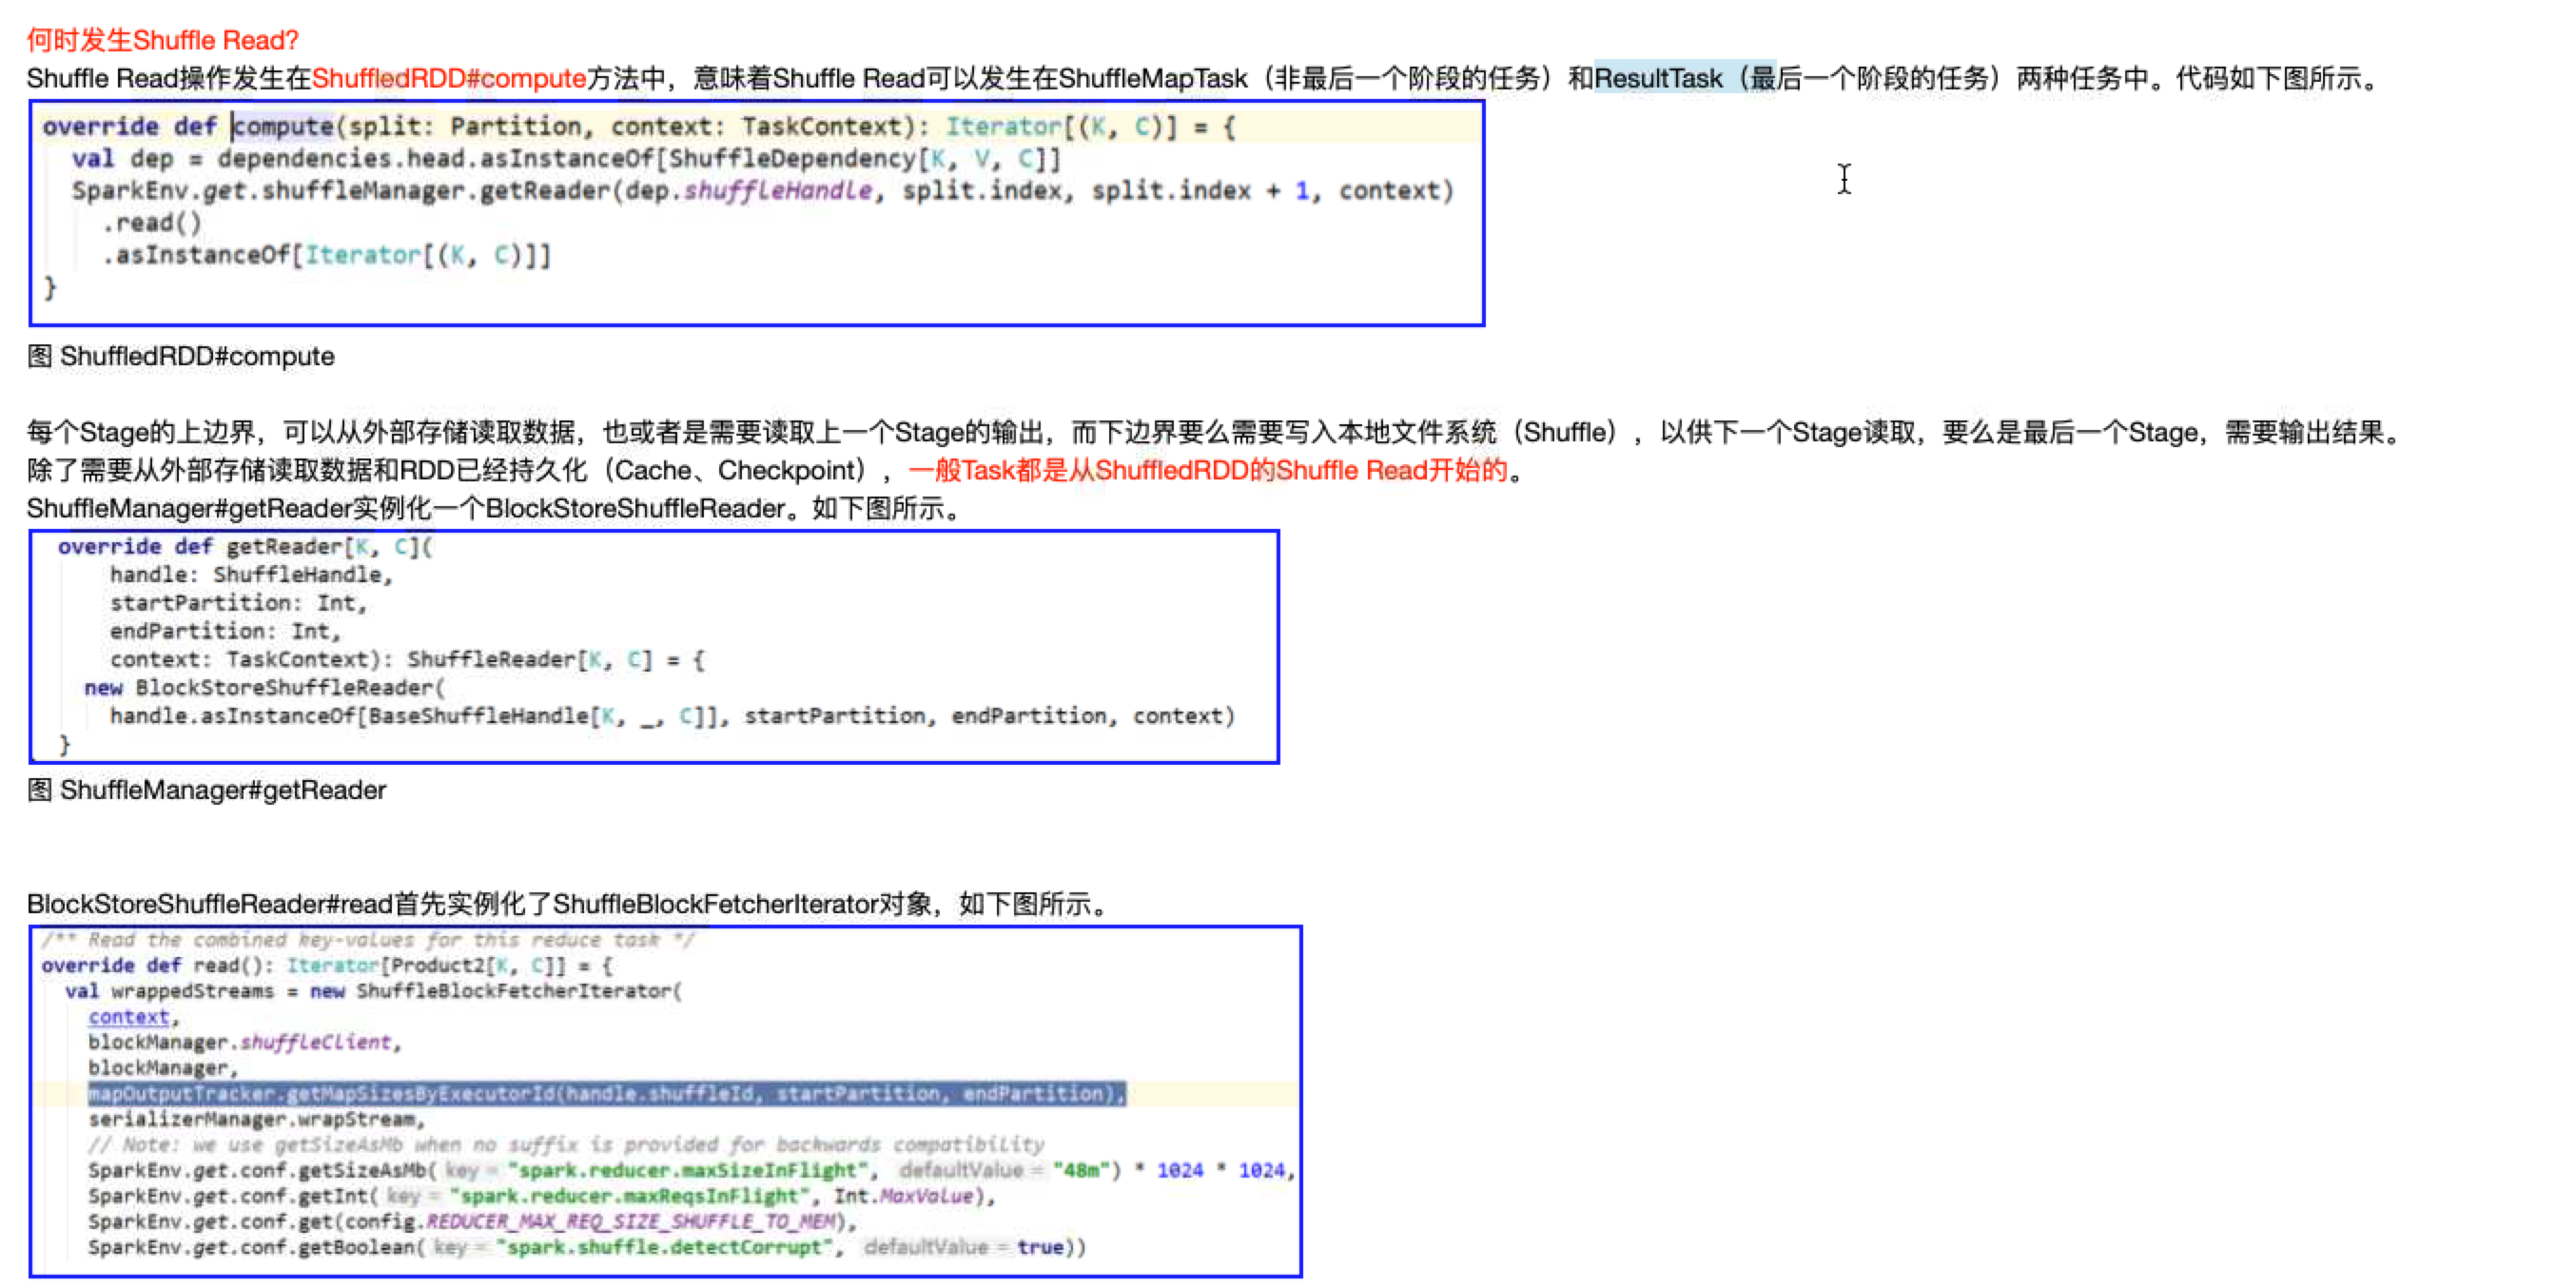 何时发生Shuffle Read?
Shuffle Read操作发生在ShuffledRDD#compute方法中，意味着Shuffle Read可以发生在ShuffleMapTask（非最后一个阶段的任务）和ResultTask（最后一个阶段的任务）两种任务中。代码如下图所示。
override def compute(split: Partition, context: TaskContext): Iterator[(K, C)] = {
val dep = dependencies.head.asInstanceOf[ShuffleDependency[K, V, C]]
SparkEnv.get.shuffleManager.getReader(dep.shuffleHandle, split.index, split.index + 1, context)
.read()
.asInstanceOf[Iterator[(K, C)]]
}
图 ShuffledRDD#compute
每个Stage的上边界，可以从外部存储读取数据，也或者是需要读取上一个Stage的输出，而下边界要么需要写入本地文件系统（Shuffle），以供下一个Stage读取，要么是最后一个Stage，需要输出结果。
除了需要从外部存储读取数据和RDD已经持久化（Cache、Checkpoint），一般Task都是从ShuffledRDD的Shuffle Read开始的。
ShuffleManager#getReader实例化一个BlockStoreShuffleReader。如下图所示。
override def getReader[K, C](
handle: ShuffleHandle,
startPartition: Int,
endPartition: Int,
context: TaskContext): ShuffleReader[K, C] = {
new BlockStoreShuffleReader(
handle.asInstanceOf[BaseShuffleHandle[K, _, C]], startPartition, endPartition, context)
}
图 ShuffleManager#getReader
BlockStoreShuffleReader#read首先实例化了ShuffleBlockFetcherIterator对象，如下图所示。
/** Read the combined key-values for this reduce task */
override def read(): Iterator[Product2[K, C]] = {
val wrappedStreams = new ShuffleBlockFetcherIterator(
context,
blockManager.shuffleClient,
blockManager,
mapOutputTracker.getMapSizesByExecutorId(handle.shuffleId, startPartition, endPartition),
serializerManager.wrapStream,
// Note: we use getSizeAsMb when no suffix is provided for backwards compatibility
SparkEnv.get.conf.getSizeAsMb( key = "spark.reducer.maxSizeInFlight", defaultValue = "48m") * 1024 * 1024,
SparkEnv.get.conf.getInt( key = "spark.reducer.maxReqsInFlight", Int.MaxValue),
SparkEnv.get.conf.get(config.REDUCER_MAX_REQ_SIZE_SHUFFLE_TO_MEM),
SparkEnv.get.conf.getBoolean( key = "spark.shuffle.detectCorrupt", defaultValue = true))